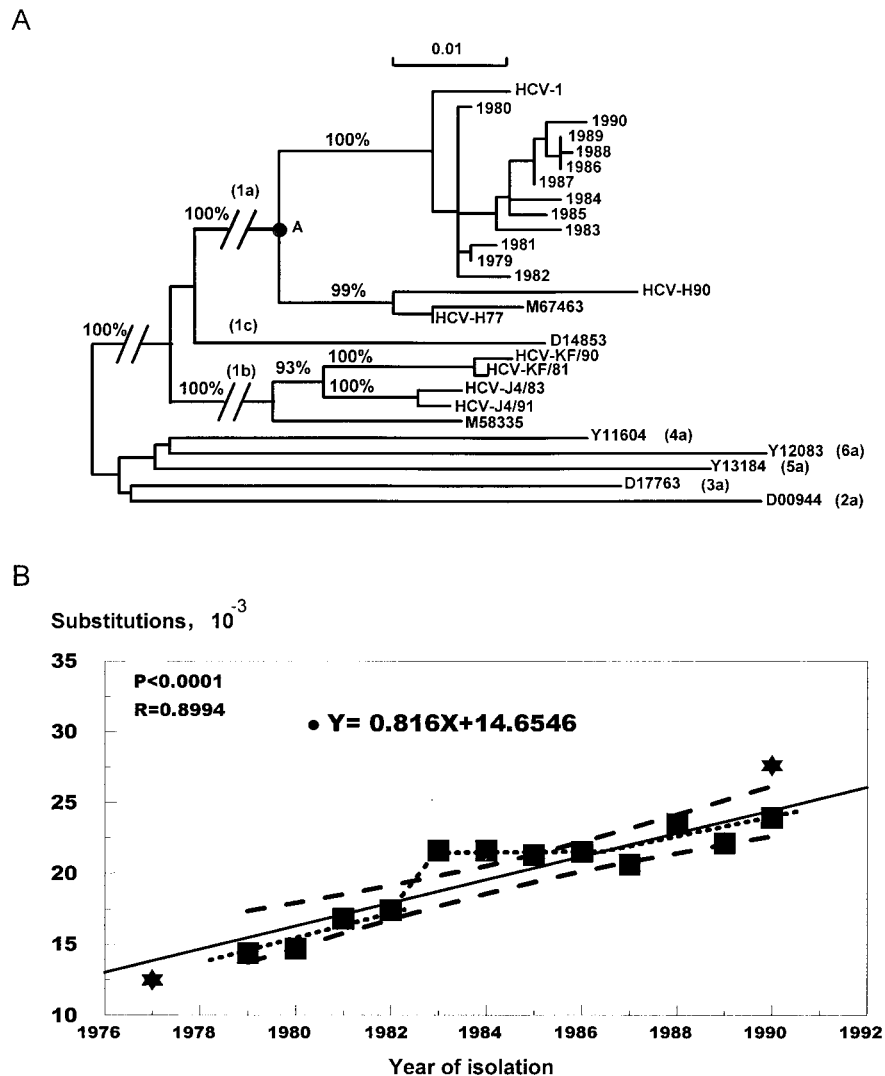 A
0.01
HCV-1
1980
1990
1989
1988
1986
1987
100%
1984
(1a)
1985
100%
A
1983
1981
1979
1982
99%
HCV-H90
M67463
HCV-H77
(1c)
100%
D14853
100%
HCV-KF/90
(1b)
93%
HCV-KF/81
100%
100%
HCV-J4/83
HCV-J4/91
M58335
Y11604 (4a)
Y12083 (6a)
Y13184 (5a)
D17763 (3a)
D00944 (2a)
B
Substitutions, 10-3
35
P<0.0001
R=0.8994
30
Y= 0.816X+14.6546
25
20
15
10
1976 1978 1980 1982 1984 1986 1988 1990 1992
Year of isolation